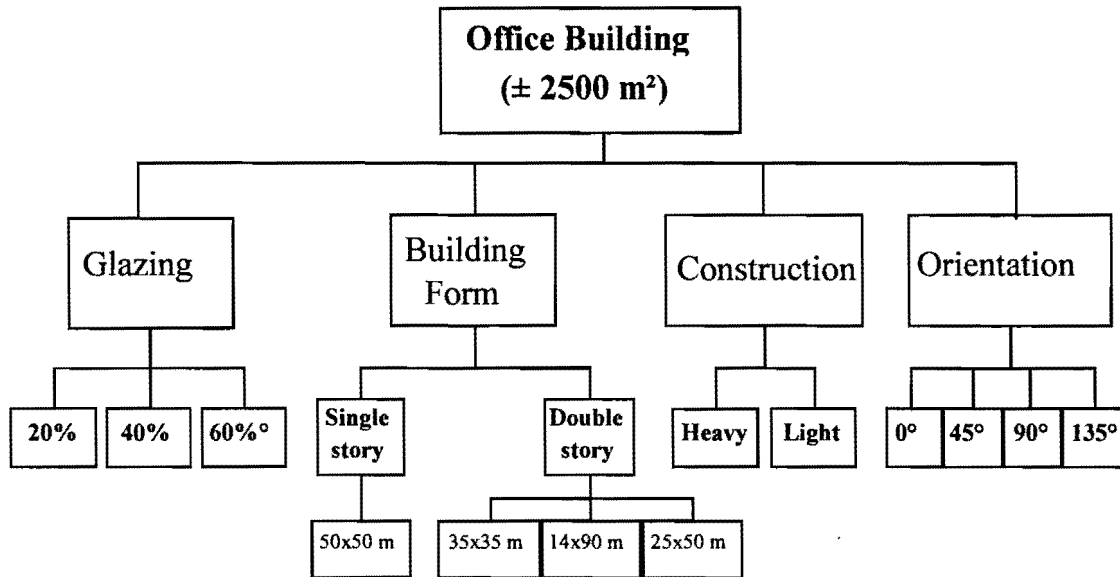 Office Building
(± 2500 m²)
Glazing
Building
Form
Construction
Orientation
20%
40%
60%°
Single
story
Double
story
Heavy
Light
0°
45°
90°
135°
50x50 m
35x35 m
14x90 m
25x50 m